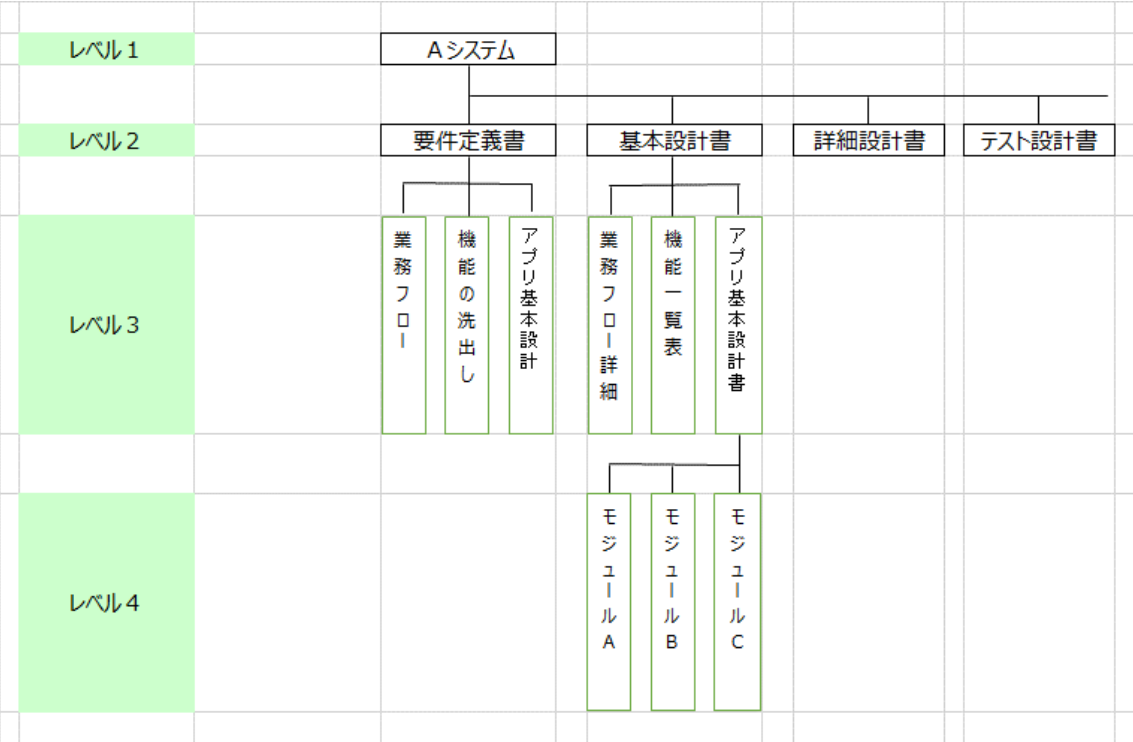 レベル1
Aシステム
レベル2
要件定義書
基本設計書
詳細設計書
テスト設計書
レベル3
業務フロー
機能の洗出し
アプリ基本設計
業務フロー詳細
機能一覧表
アプリ基本設計書
レベル4
モジュールA
モジュールB
モジュールC